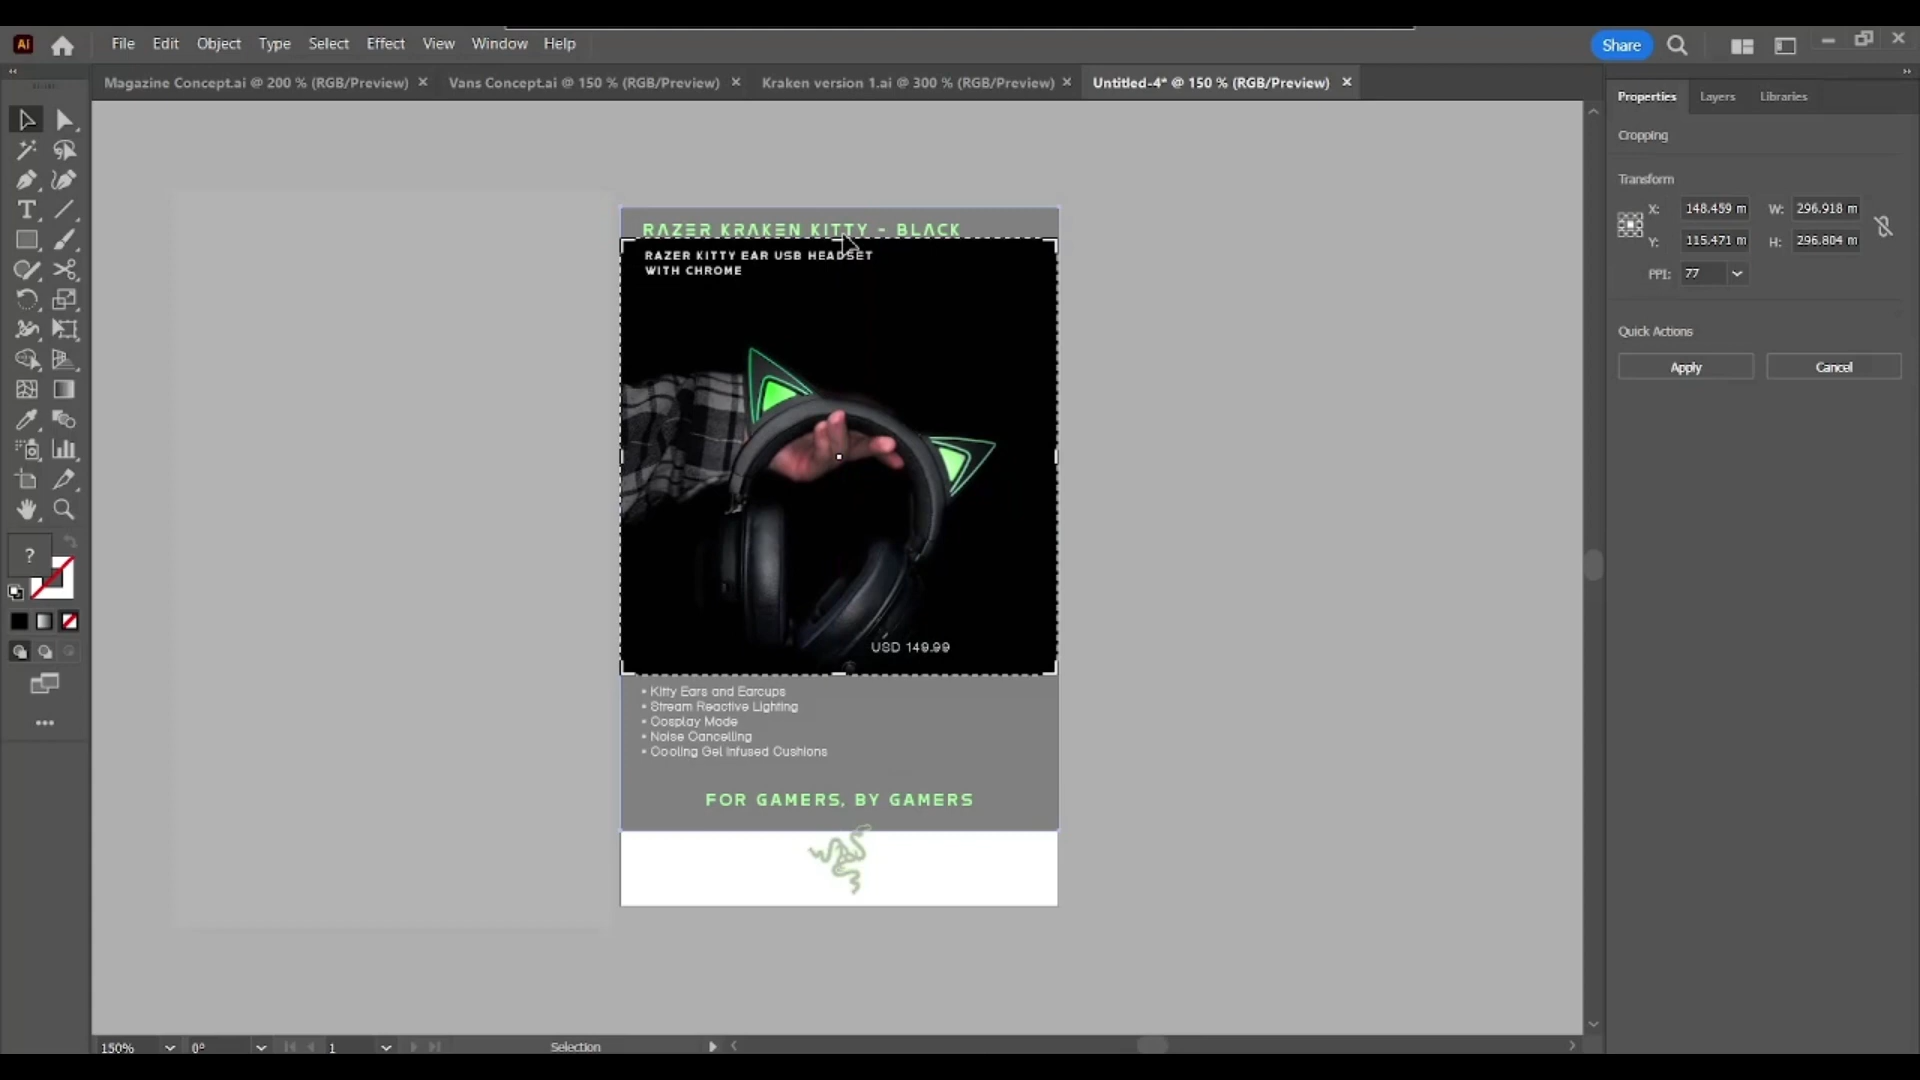 Ai File Edit Object Type Select Effect View Window Help Share
Magazine Concept.ai @ 200 % (RGB/Preview) Vans Concept.ai @ 150 % (RGB/Preview) Kraken version 1.ai @ 300 % (RGB/Preview) Untitled-4* @ 150 % (RGB/Preview)
Properties Layers Libraries
Cropping
Transform
X: 148.459 m W: 296.918 m
Y: 115.471 m H: 296.804 m
PPI: 77
Quick Actions
Apply Cancel
RAZER KRAKEN KITTY - BLACK
RAZER KITTY EAR USB HEADSET
WITH CHROME
USD 149.99
• Kitty Ears and Earcups
• Stream Reactive Lighting
• Cosplay Mode
• Noise Cancelling
• Cooling Gel Infused Cushions
FOR GAMERS, BY GAMERS
?
150% 0° 1 Selection